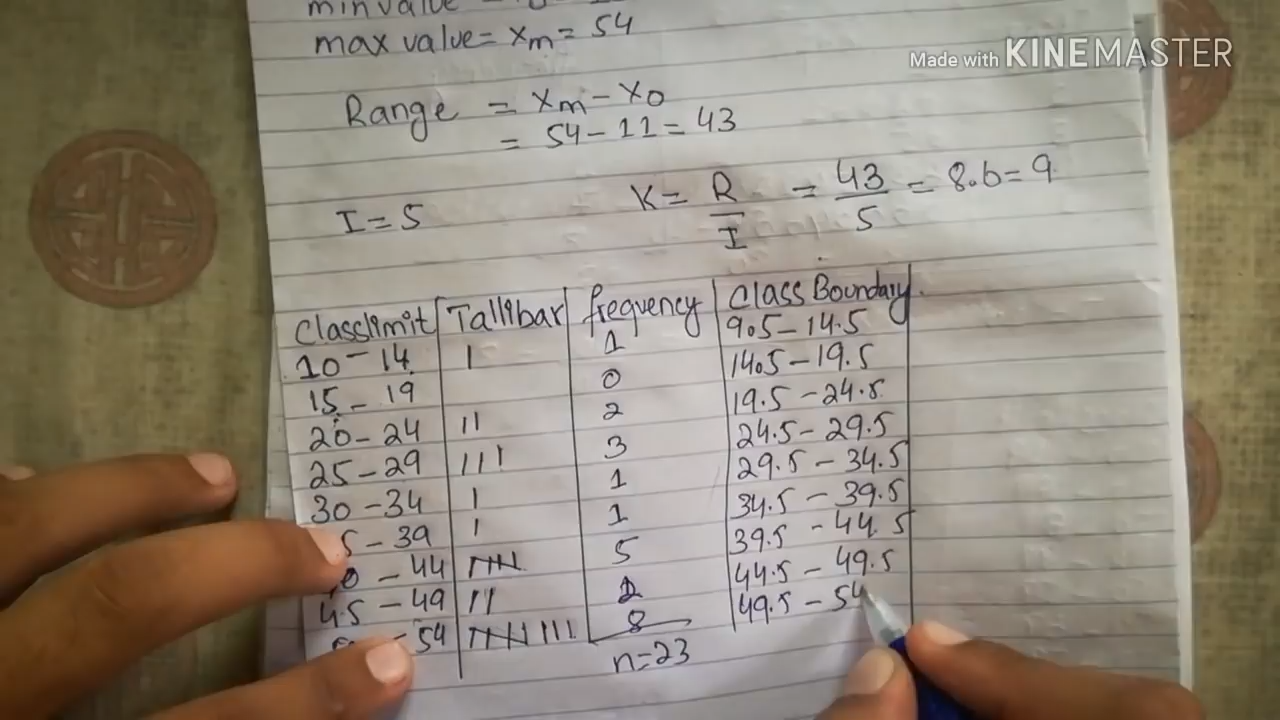 min value =
max value = xm = 54
Made with KINEMASTER
Range = xm - x0
= 54 - 11 = 43
I = 5
K = R/I = 43/5 = 8.6 = 9
Classlimit Tallibar frequency Class Boundary
10 - 14 | 1 9.5 - 14.5
15 - 19 0 14.5 - 19.5
20 - 24 || 2 19.5 - 24.5
25 - 29 ||| 3 24.5 - 29.5
30 - 34 | 1 29.5 - 34.5
5 - 39 | 1 34.5 - 39.5
0 - 44 |||| 5 39.5 - 44.5
45 - 49 || 2 44.5 - 49.5
- 54 |||| ||| 8 49.5 - 54
n = 23